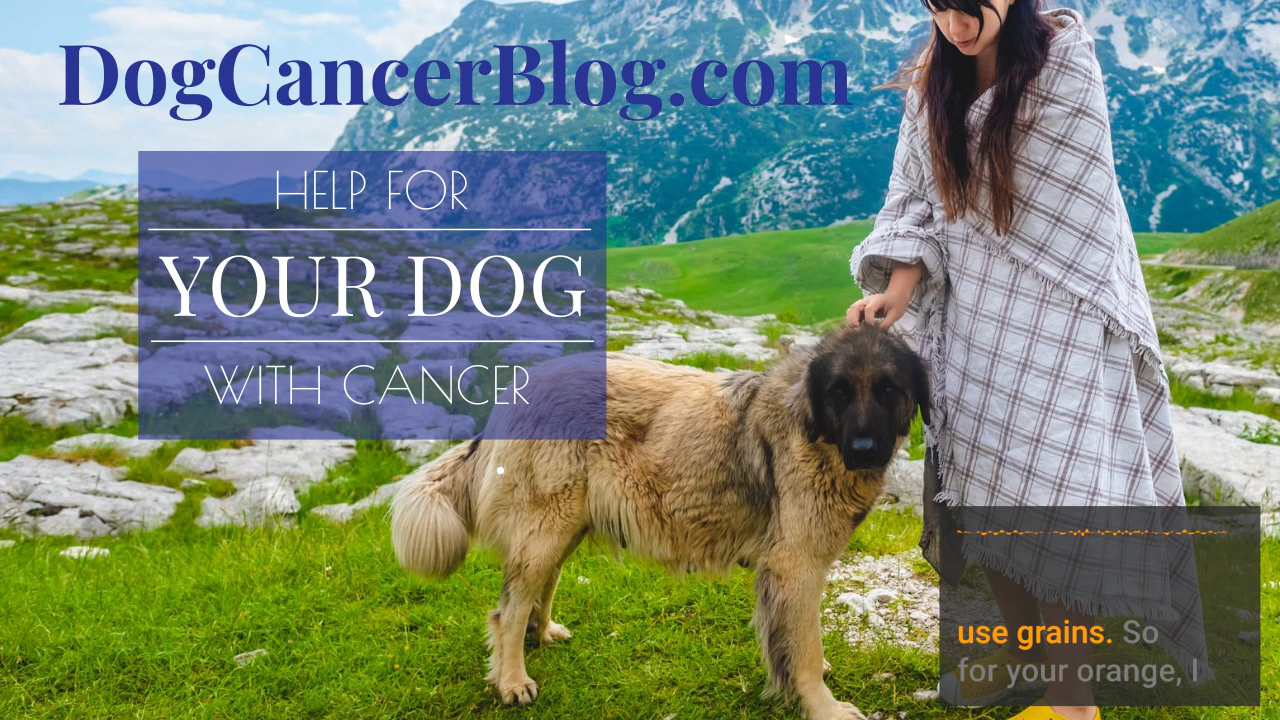 DogCancerBlog.com
HELP FOR
YOUR DOG
WITH CANCER
use grains. So
for your orange, I